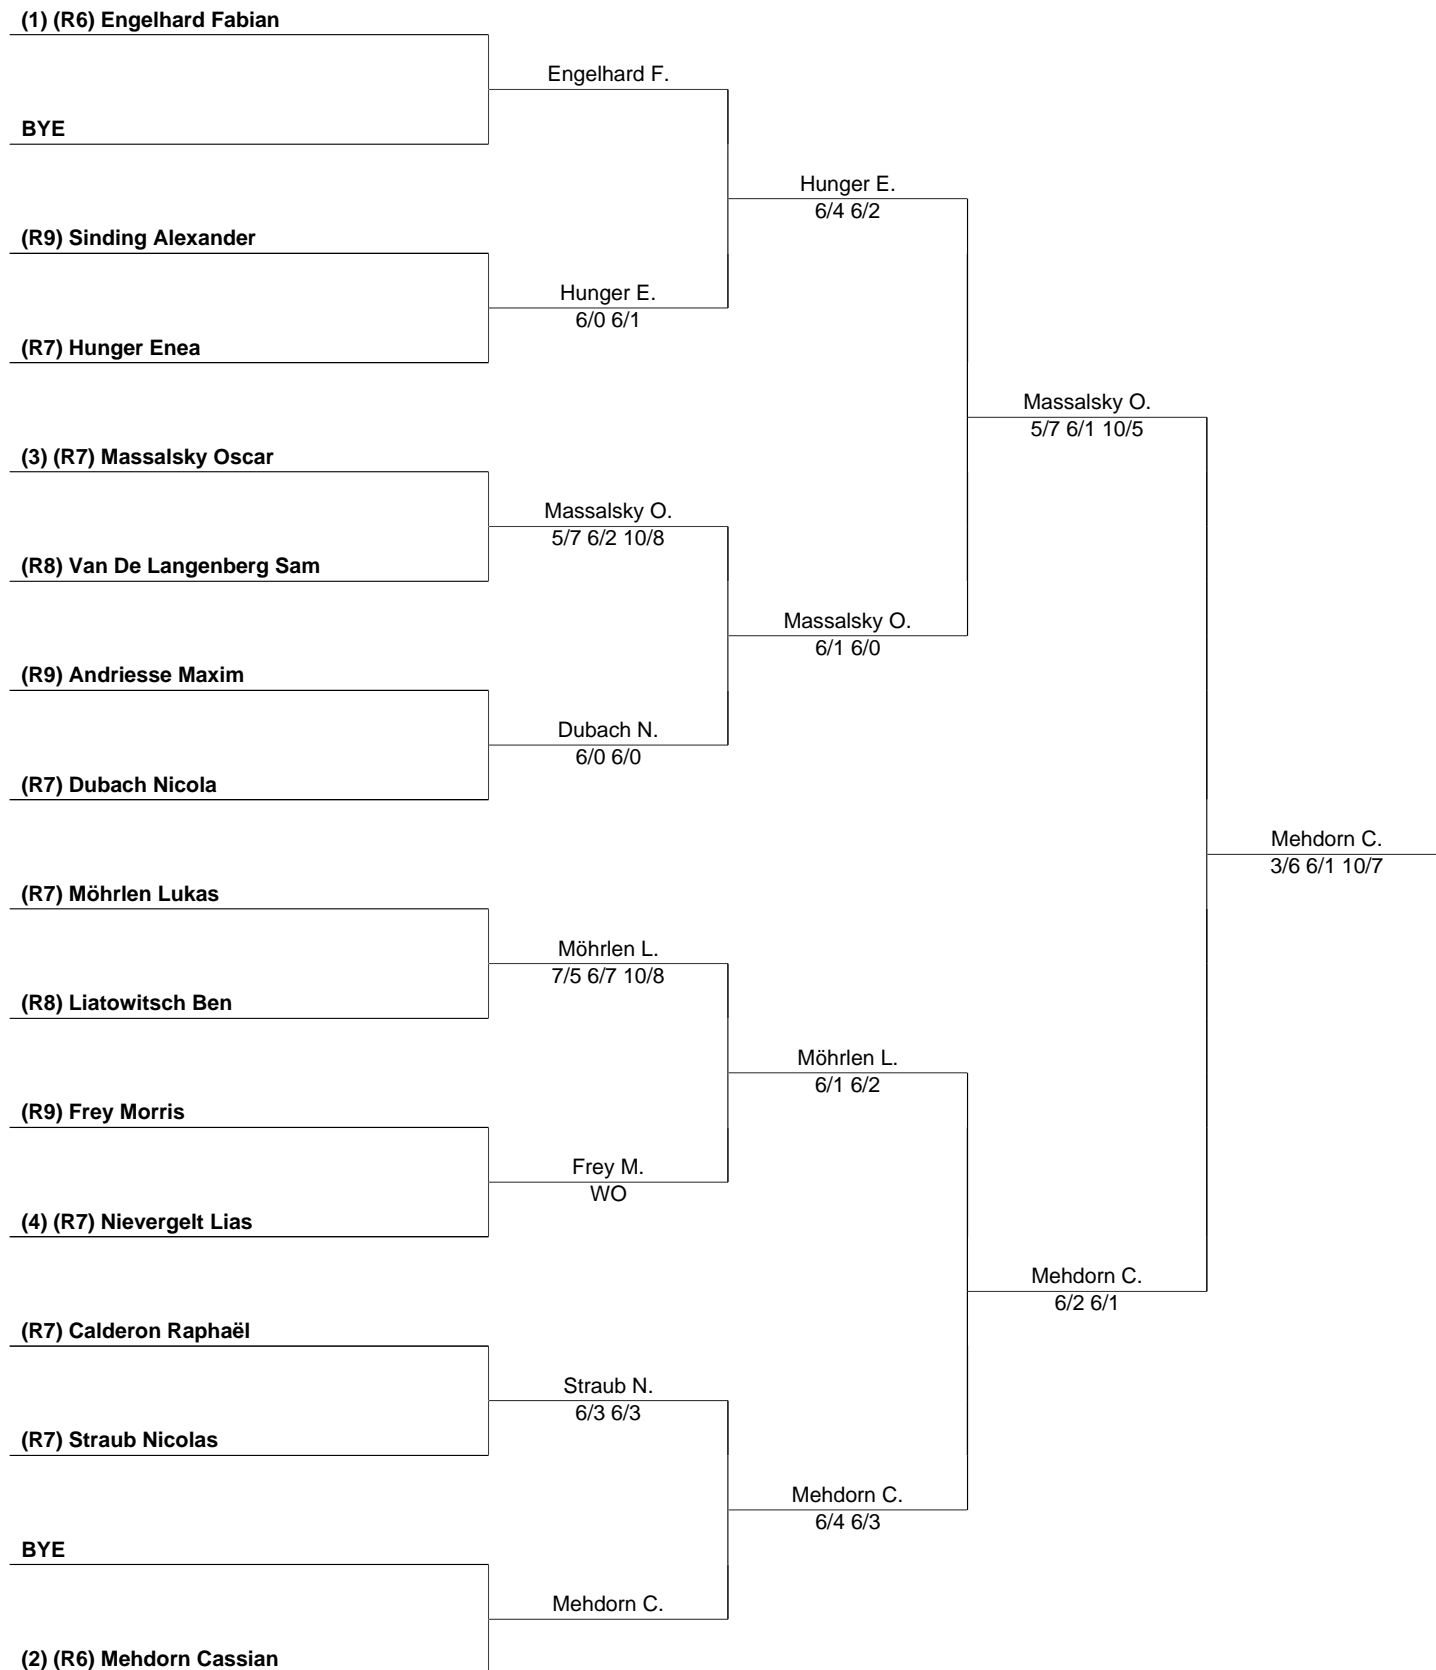 (1) (R6) Engelhard Fabian
Engelhard F.
BYE
Hunger E.
6/4 6/2
(R9) Sinding Alexander
Hunger E.
6/0 6/1
(R7) Hunger Enea
Massalsky O.
5/7 6/1 10/5
(3) (R7) Massalsky Oscar
Massalsky O.
5/7 6/2 10/8
(R8) Van De Langenberg Sam
Massalsky O.
6/1 6/0
(R9) Andriesse Maxim
Dubach N.
6/0 6/0
(R7) Dubach Nicola
Mehdorn C.
3/6 6/1 10/7
(R7) Möhrlen Lukas
Möhrlen L.
7/5 6/7 10/8
(R8) Liatowitsch Ben
Möhrlen L.
6/1 6/2
(R9) Frey Morris
Frey M.
WO
(4) (R7) Nievergelt Lias
Mehdorn C.
6/2 6/1
(R7) Calderon Raphaël
Straub N.
6/3 6/3
(R7) Straub Nicolas
Mehdorn C.
6/4 6/3
BYE
Mehdorn C.
(2) (R6) Mehdorn Cassian